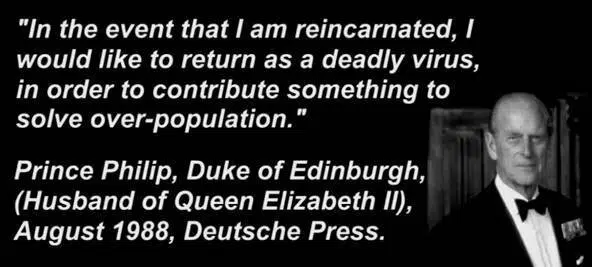 "In the event that I am reincarnated, I
would like to return as a deadly virus,
in order to contribute something to
solve over-population."
Prince Philip, Duke of Edinburgh,
(Husband of Queen Elizabeth II),
August 1988, Deutsche Press.